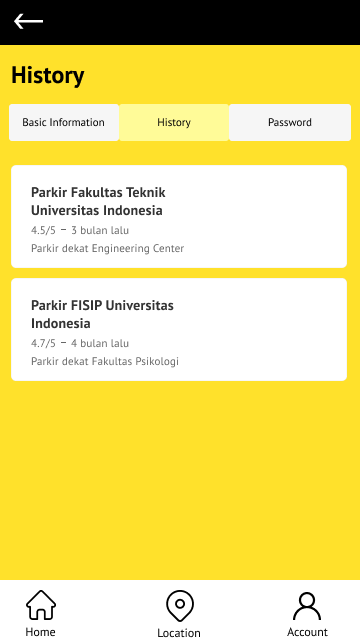 History
Basic Information
History
Password
Parkir Fakultas Teknik
Universitas Indonesia
4.5/5 – 3 bulan lalu
Parkir dekat Engineering Center
Parkir FISIP Universitas
Indonesia
4.7/5 – 4 bulan lalu
Parkir dekat Fakultas Psikologi
Home
Location
Account